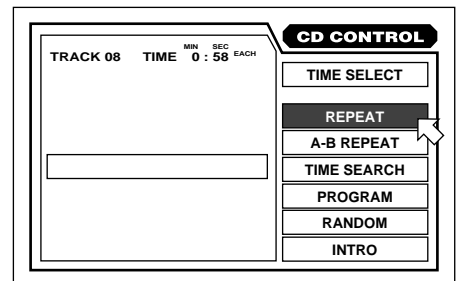 CD CONTROL
TRACK 08 TIME MIN 0 : SEC 58 EACH
TIME SELECT
REPEAT
A-B REPEAT
TIME SEARCH
PROGRAM
RANDOM
INTRO